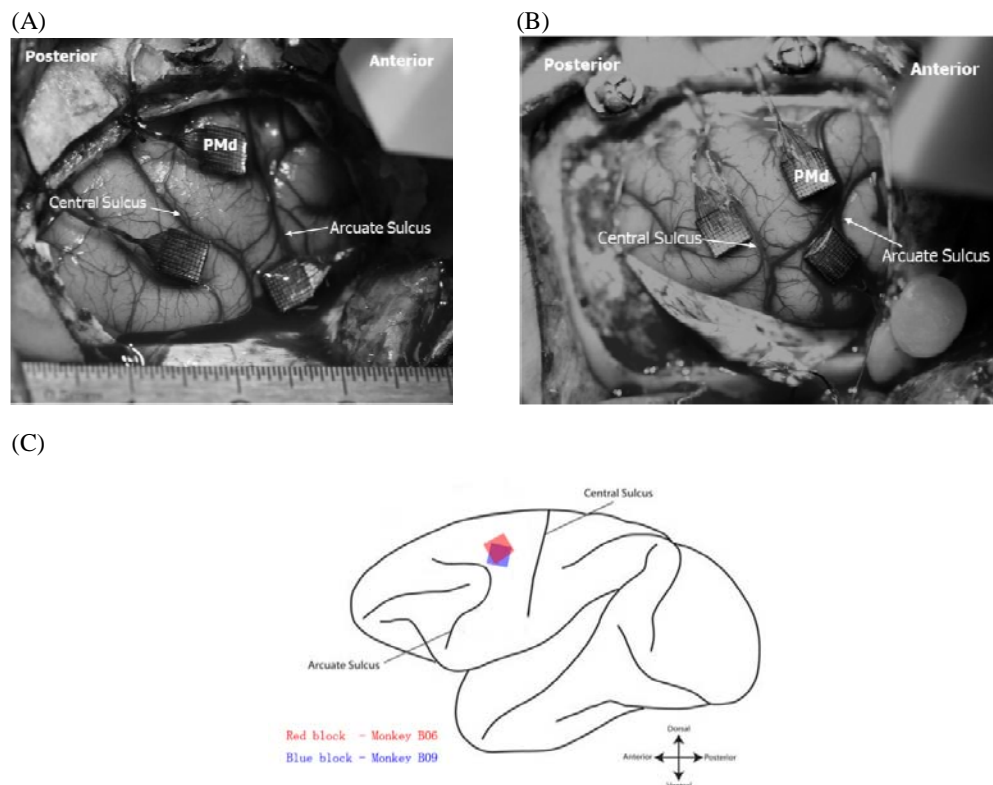 (A)
(B)
Posterior
Anterior
PMd
Central Sulcus
Arcuate Sulcus
Posterior
Anterior
PMd
Central Sulcus
Arcuate Sulcus
(C)
Central Sulcus
Arcuate Sulcus
Red block - Monkey B06
Blue block - Monkey B09
Dorsal
Anterior
Posterior